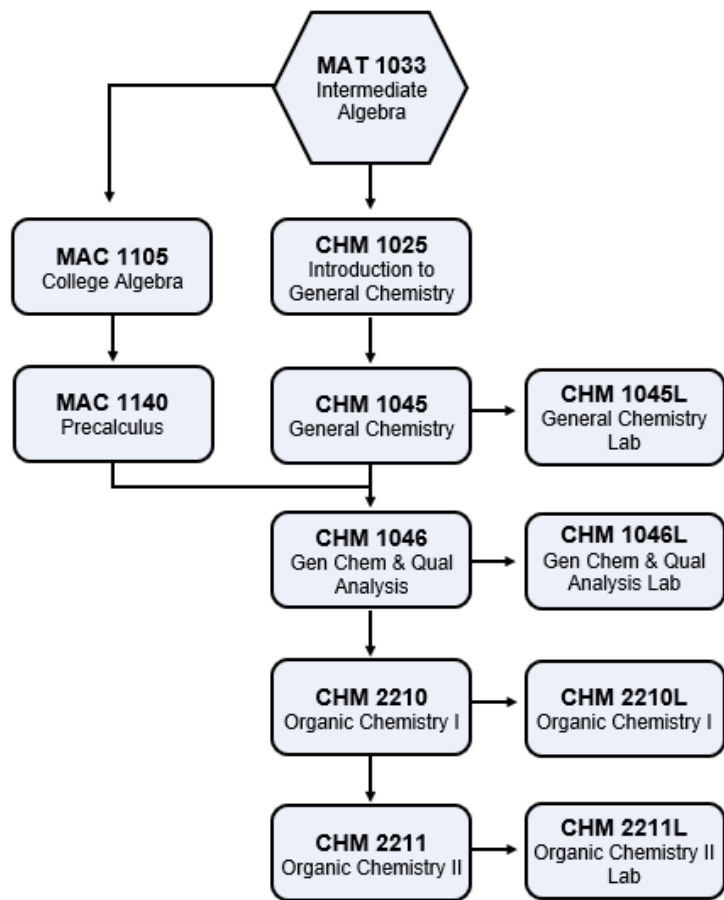 MAT 1033
Intermediate
Algebra
MAC 1105
College Algebra
CHM 1025
Introduction to
General Chemistry
MAC 1140
Precalculus
CHM 1045
General Chemistry
CHM 1045L
General Chemistry
Lab
CHM 1046
Gen Chem & Qual
Analysis
CHM 1046L
Gen Chem & Qual
Analysis Lab
CHM 2210
Organic Chemistry I
CHM 2210L
Organic Chemistry I
CHM 2211
Organic Chemistry II
CHM 2211L
Organic Chemistry II
Lab